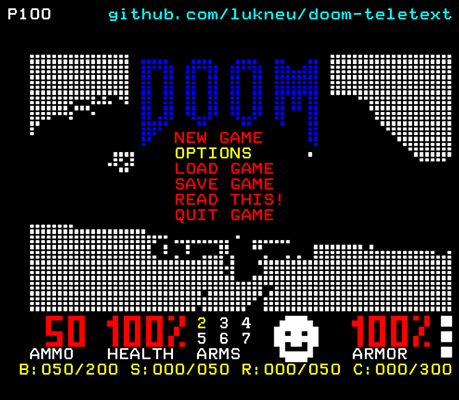 P100 github.com/lukneu/doom-teletext
DOOM
NEW GAME
OPTIONS
LOAD GAME
SAVE GAME
READ THIS!
QUIT GAME
50 100% 2 3 4 100%
5 6 7
AMMO HEALTH ARMS ARMOR
B:050/200 S:000/050 R:000/050 C:000/300